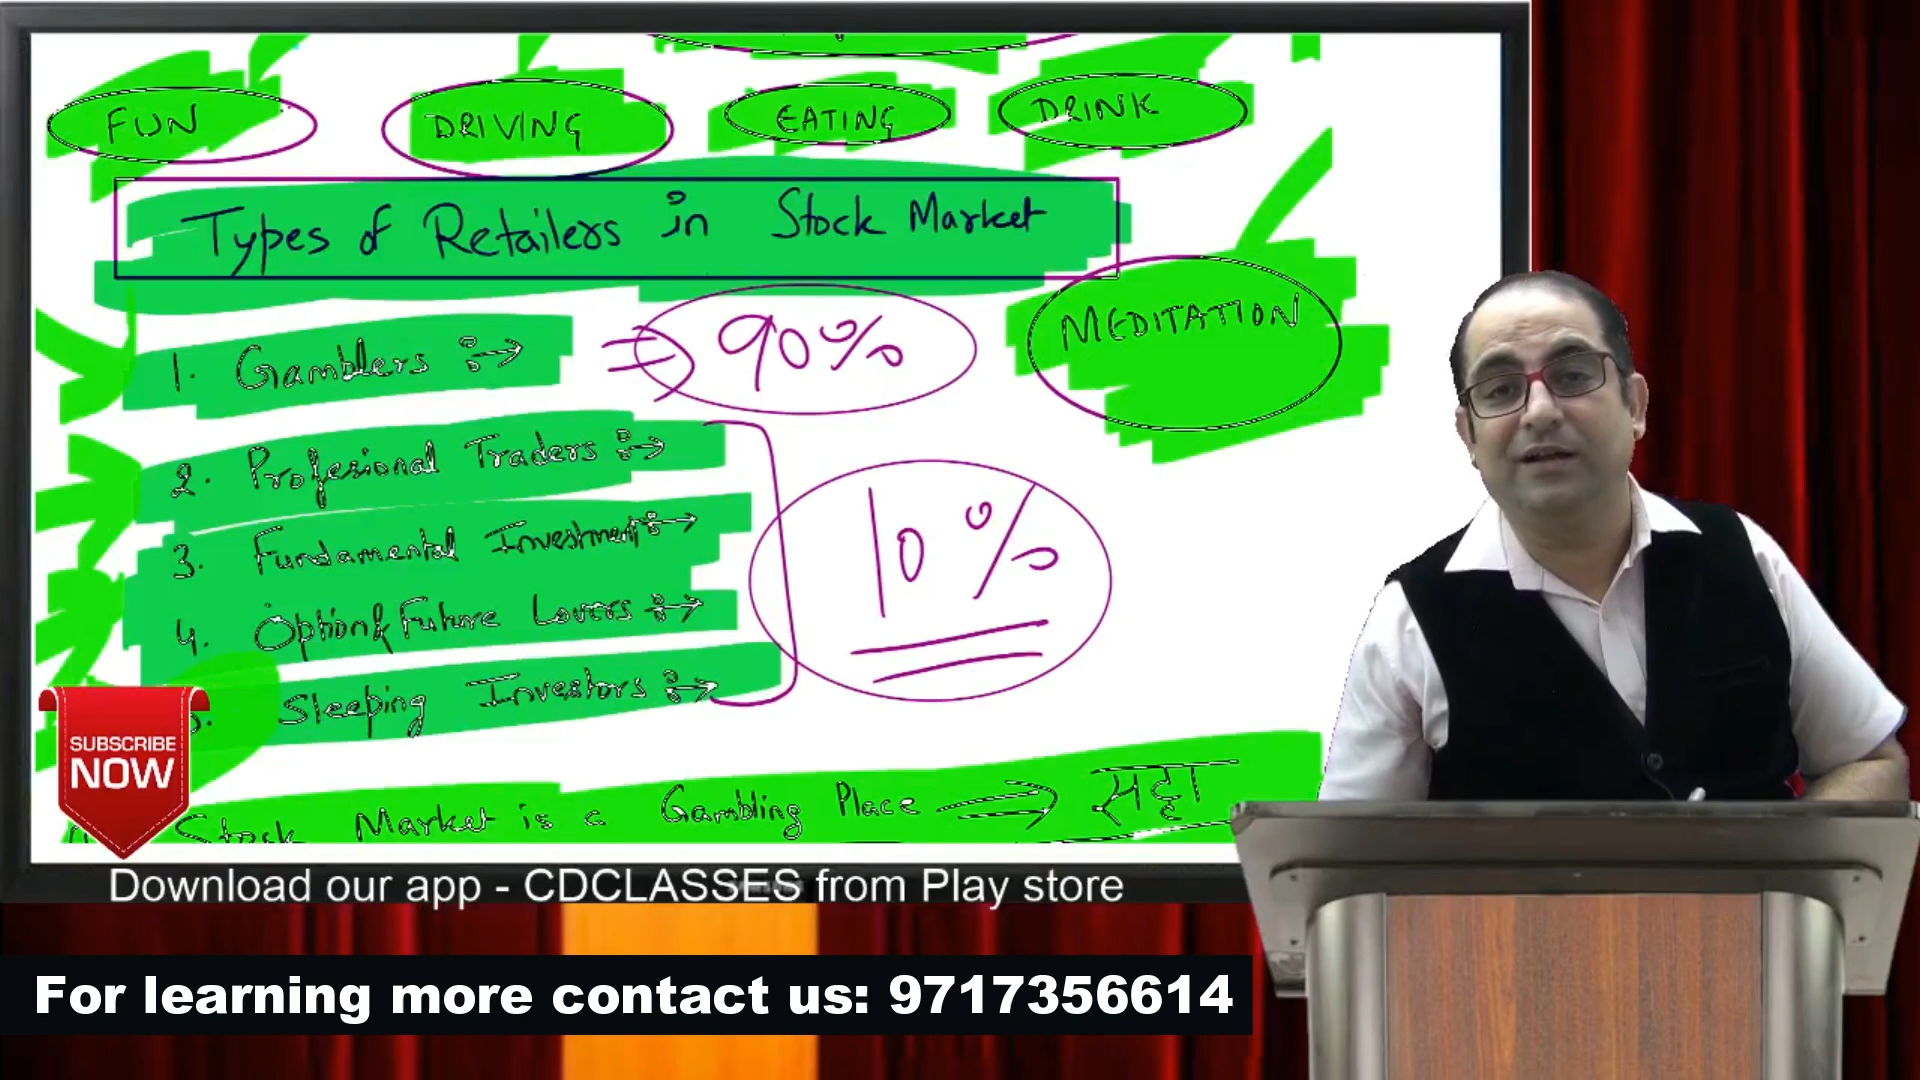 FUN DRIVING EATING DRINK
Types of Retailers in Stock Market
MEDITATION
1. Gamblers :→ ⇒ 90%
2. Profesional Traders :→
3. Fundamental Investment :→
10%
4. Option & Future Lovers :→
Sleeping Investors :→
SUBSCRIBE
NOW
Stock Market is a Gambling Place ⟹ सट्टा
Download our app - CDCLASSES from Play store
For learning more contact us: 9717356614